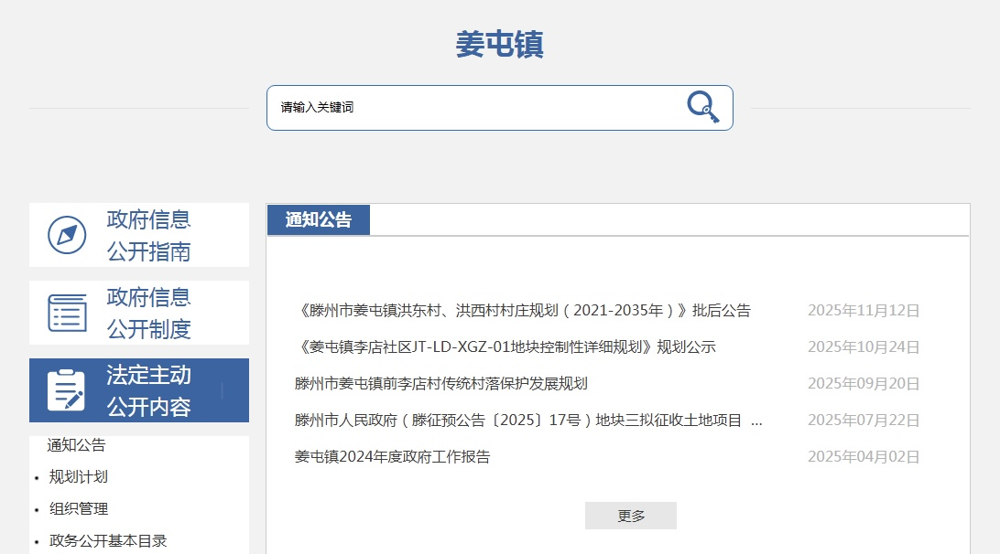 姜屯镇
请输入关键词
政府信息
公开指南
政府信息
公开制度
法定主动
公开内容
通知公告
• 规划计划
• 组织管理
• 政务公开基本目录
通知公告
《滕州市姜屯镇洪东村、洪西村村庄规划（2021-2035年）》批后公告 2025年11月12日
《姜屯镇李店社区JT-LD-XGZ-01地块控制性详细规划》规划公示 2025年10月24日
滕州市姜屯镇前李店村传统村落保护发展规划 2025年09月20日
滕州市人民政府（滕征预公告〔2025〕17号）地块三拟征收土地项目 ... 2025年07月22日
姜屯镇2024年度政府工作报告 2025年04月02日
更多